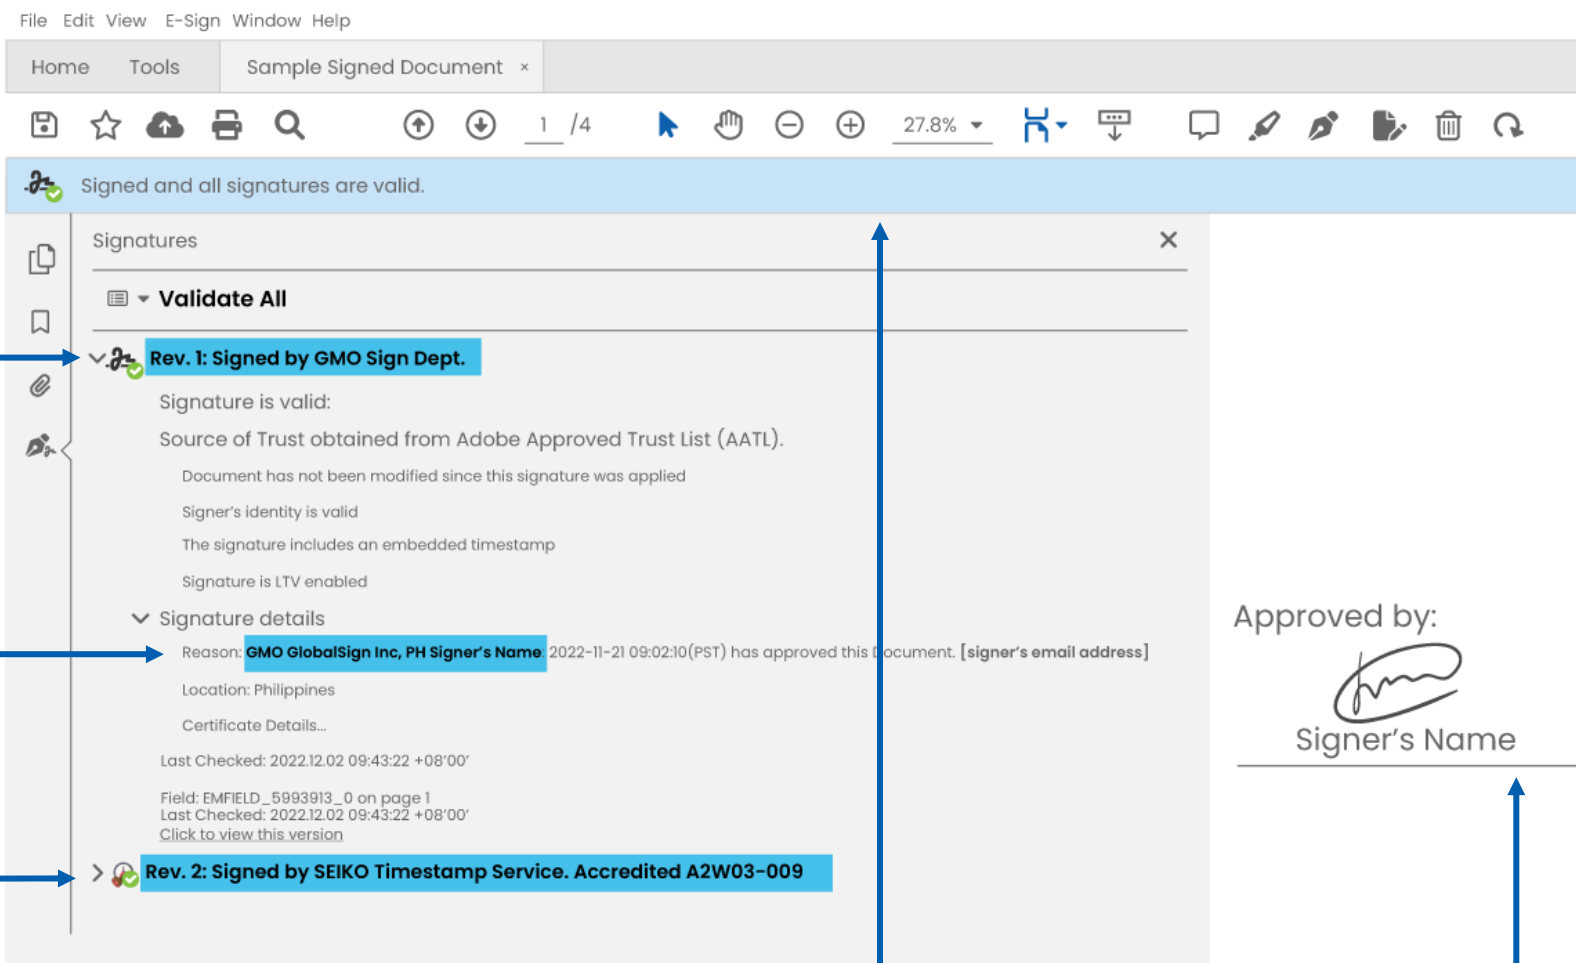 File Edit View E-Sign Window Help
Home Tools Sample Signed Document ×
1 /4 27.8%
Signed and all signatures are valid.
Signatures
Validate All
Rev. 1: Signed by GMO Sign Dept.
Signature is valid:
Source of Trust obtained from Adobe Approved Trust List (AATL).
Document has not been modified since this signature was applied
Signer's identity is valid
The signature includes an embedded timestamp
Signature is LTV enabled
Signature details
Reason: GMO GlobalSign Inc, PH Signer's Name: 2022-11-21 09:02:10(PST) has approved this Document. [signer's email address]
Location: Philippines
Certificate Details...
Last Checked: 2022.12.02 09:43:22 +08'00'
Field: EMFIELD_5993913_0 on page 1
Last Checked: 2022.12.02 09:43:22 +08'00'
Click to view this version
Rev. 2: Signed by SEIKO Timestamp Service. Accredited A2W03-009
Approved by:
Signer's Name